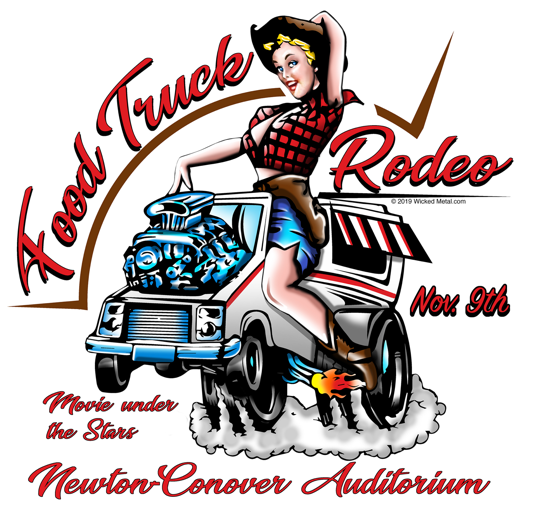 Food Truck
Rodeo
© 2019 Wicked Metal.com
Nov. 9th
Movie under
the Stars
Newton-Conover Auditorium